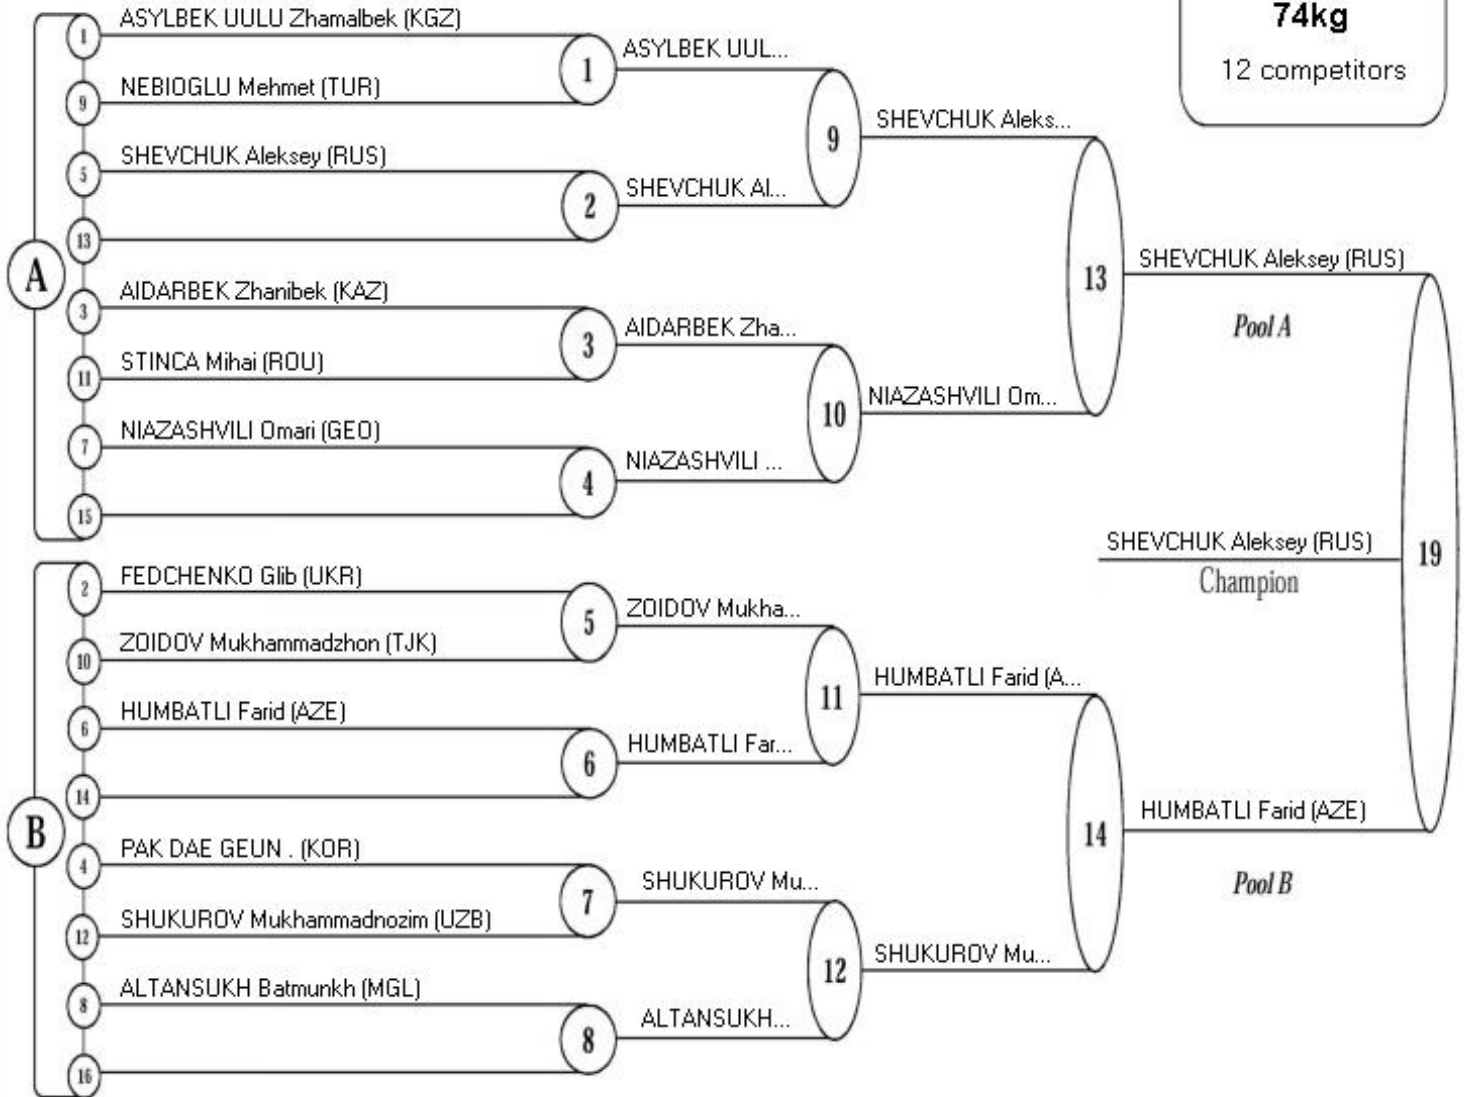 74kg
12 competitors
A
1 ASYLBEK UULU Zhamalbek (KGZ)
9 NEBIOGLU Mehmet (TUR)
5 SHEVCHUK Aleksey (RUS)
13
3 AIDARBEK Zhanibek (KAZ)
11 STINCA Mihai (ROU)
7 NIAZASHVILI Omari (GEO)
15
B
2 FEDCHENKO Glib (UKR)
10 ZOIDOV Mukhammadzhon (TJK)
6 HUMBATLI Farid (AZE)
14
4 PAK DAE GEUN . (KOR)
12 SHUKUROV Mukhammadnozim (UZB)
8 ALTANSUKH Batmunkh (MGL)
16
1 ASYLBEK UUL...
2 SHEVCHUK Al...
3 AIDARBEK Zha...
4 NIAZASHVILI ...
5 ZOIDOV Mukha...
6 HUMBATLI Far...
7 SHUKUROV Mu...
8 ALTANSUKH...
9 SHEVCHUK Aleks...
10 NIAZASHVILI Om...
11 HUMBATLI Farid (A...
12 SHUKUROV Mu...
13 SHEVCHUK Aleksey (RUS)
Pool A
14 HUMBATLI Farid (AZE)
Pool B
SHEVCHUK Aleksey (RUS) 19
Champion